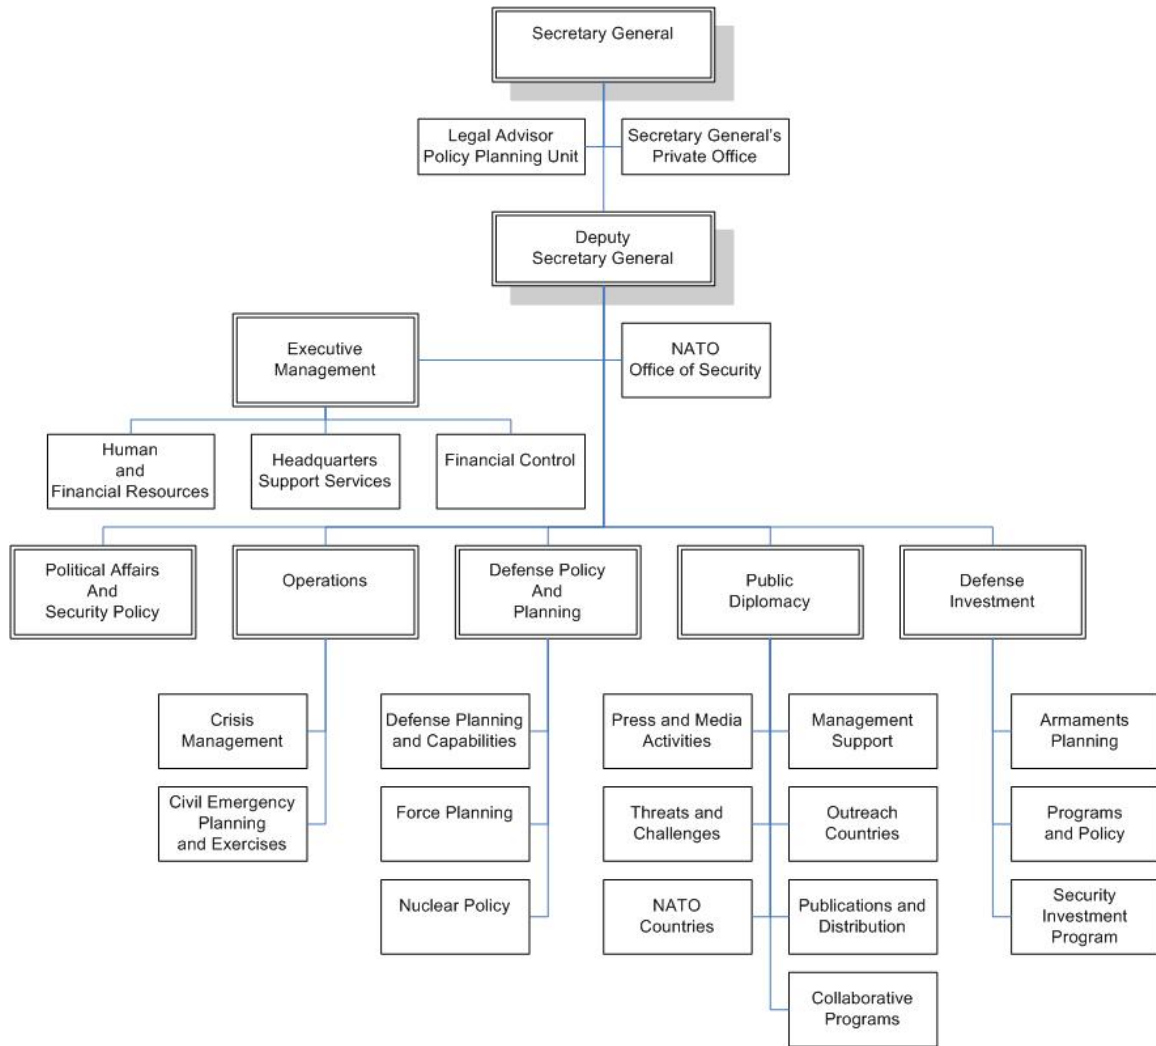 Secretary General
Legal Advisor
Policy Planning Unit
Secretary General's
Private Office
Deputy
Secretary General
Executive
Management
NATO
Office of Security
Human
and
Financial Resources
Headquarters
Support Services
Financial Control
Political Affairs
And
Security Policy
Operations
Defense Policy
And
Planning
Public
Diplomacy
Defense
Investment
Crisis
Management
Defense Planning
and Capabilities
Press and Media
Activities
Management
Support
Armaments
Planning
Civil Emergency
Planning
and Exercises
Force Planning
Threats and
Challenges
Outreach
Countries
Programs
and Policy
Nuclear Policy
NATO
Countries
Publications and
Distribution
Security
Investment
Program
Collaborative
Programs